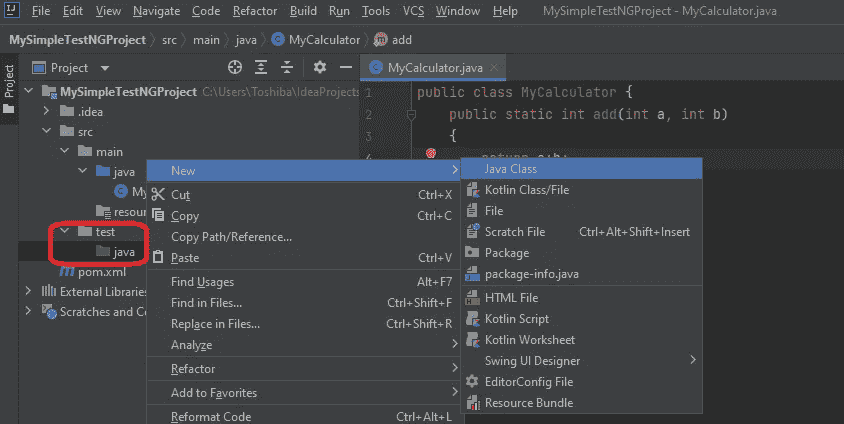 File Edit View Navigate Code Refactor Build Run Tools VCS Window Help MySimpleTestNGProject - MyCalculator.java
MySimpleTestNGProject src main java MyCalculator add
Project
Project
MyCalculator.java
MySimpleTestNGProject C:\Users\Toshiba\IdeaProjects
.idea
src
main
java
My
resour
test
java
pom.xml
External Libraries
Scratches and Co
1 public class MyCalculator {
2 public static int add(int a, int b)
3 {
4
New
Cut Ctrl+X
Copy Ctrl+C
Copy Path/Reference...
Paste Ctrl+V
Find Usages Alt+F7
Find in Files... Ctrl+Shift+F
Replace in Files... Ctrl+Shift+R
Analyze
Refactor
Add to Favorites
Reformat Code Ctrl+Alt+L
Java Class
Kotlin Class/File
File
Scratch File Ctrl+Alt+Shift+Insert
Package
package-info.java
HTML File
Kotlin Script
Kotlin Worksheet
Swing UI Designer
EditorConfig File
Resource Bundle